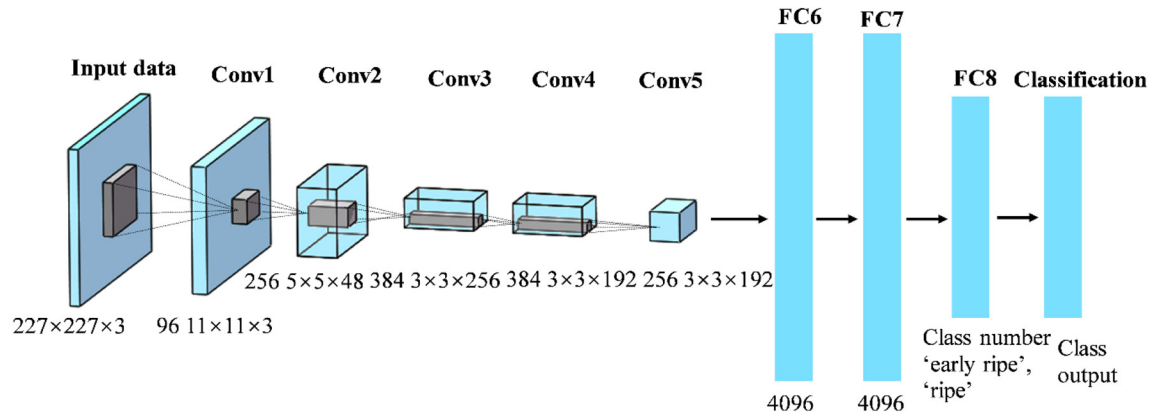 FC6 FC7
Input data Conv1 Conv2 Conv3 Conv4 Conv5 FC8 Classification
256 5×5×48 384 3×3×256 384 3×3×192 256 3×3×192
227×227×3 96 11×11×3
Class number
‘early ripe’,
‘ripe’
Class
output
4096 4096